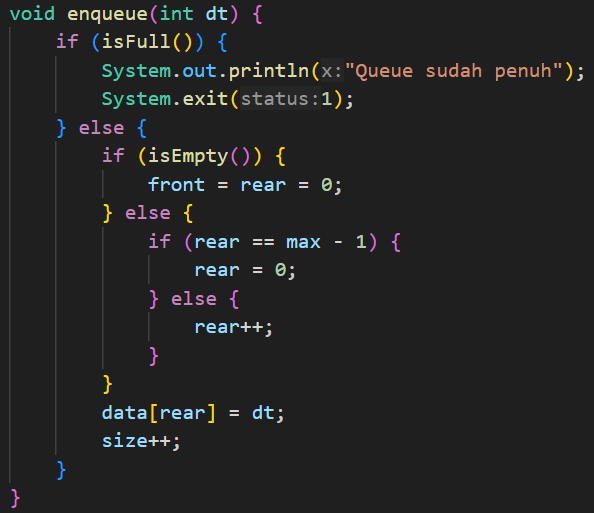 void enqueue(int dt) {
    if (isFull()) {
        System.out.println(x:"Queue sudah penuh");
        System.exit(status:1);
    } else {
        if (isEmpty()) {
            front = rear = 0;
        } else {
            if (rear == max - 1) {
                rear = 0;
            } else {
                rear++;
            }
        }
        data[rear] = dt;
        size++;
    }
}